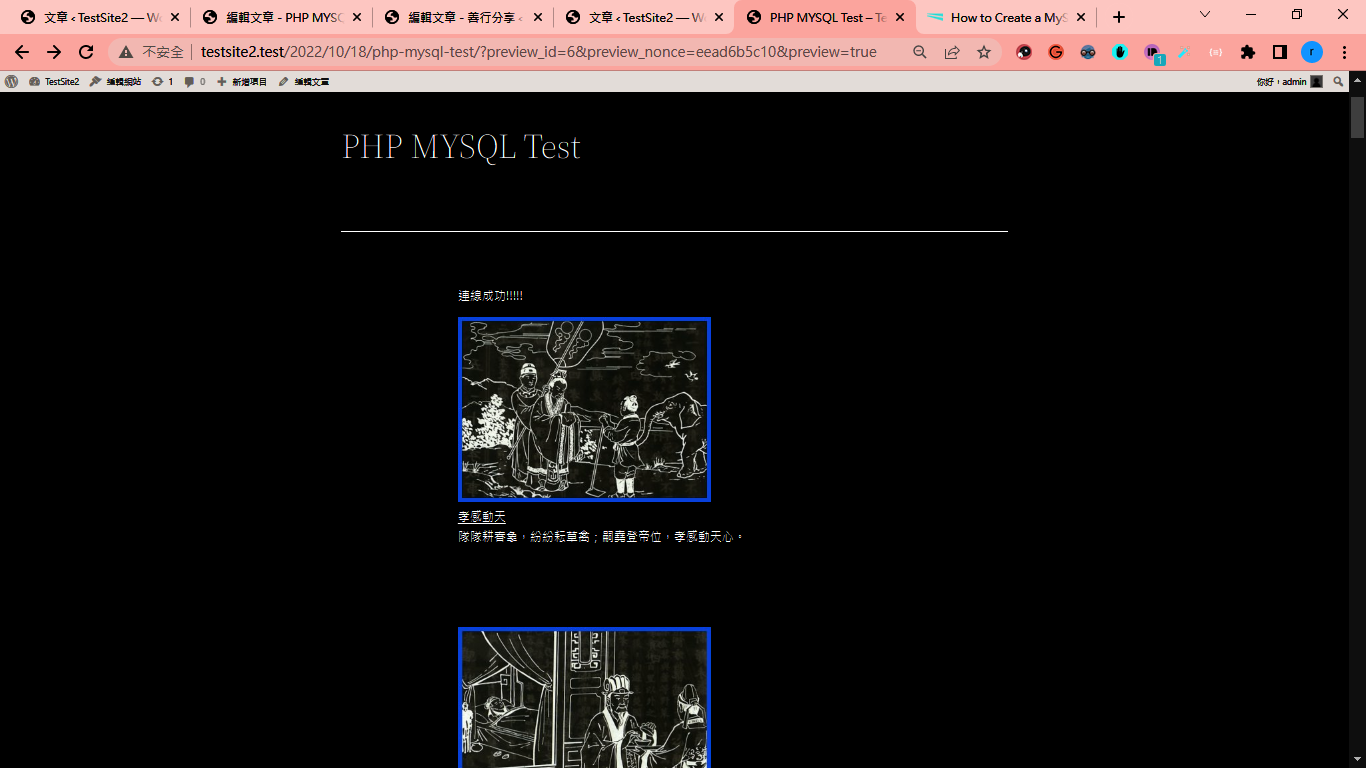 文章 ‹ TestSite2 — W
編輯文章 - PHP MYSQ
編輯文章 - 善行分享 ‹
文章 ‹ TestSite2 — W
PHP MYSQL Test – Te
How to Create a MyS
不安全 testsite2.test/2022/10/18/php-mysql-test/?preview_id=6&preview_nonce=eead6b5c10&preview=true
1
r
TestSite2 編輯網站 1 0 新增項目 編輯文章 你好，admin
PHP MYSQL Test
連線成功!!!!!
孝感動天
隊隊耕春象，紛紛耘草禽；嗣堯登帝位，孝感動天心。